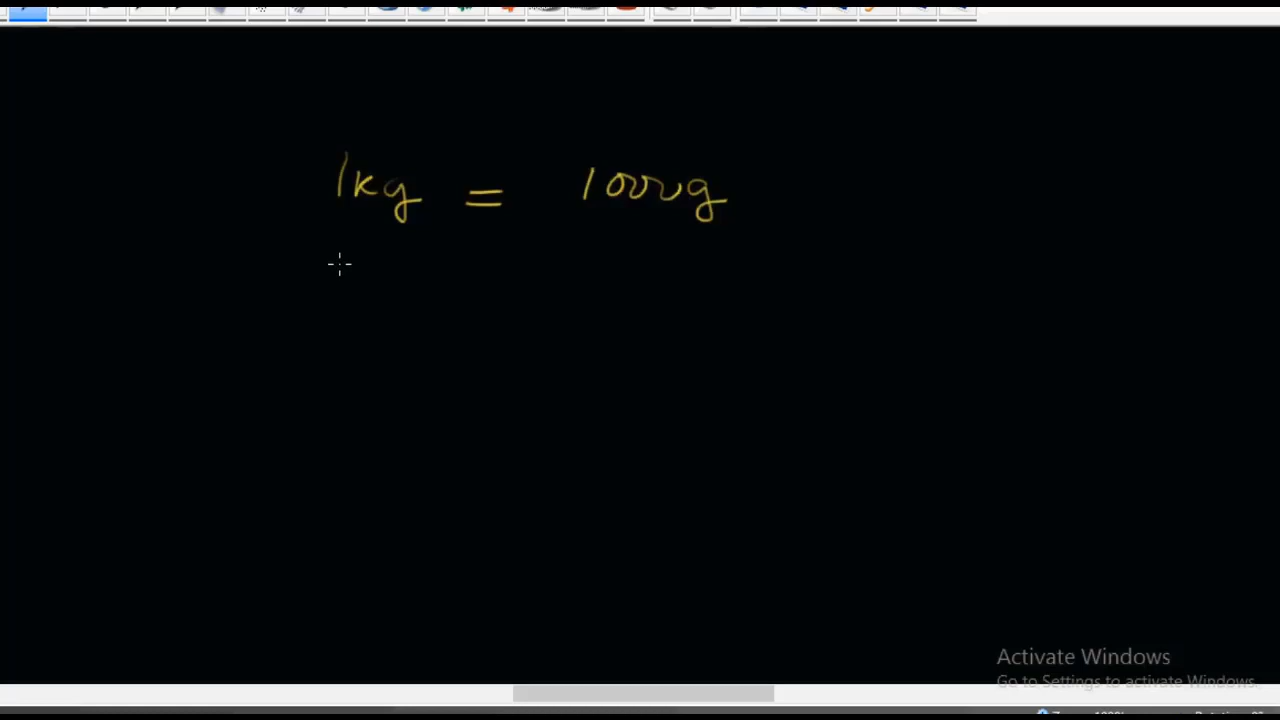 1kg = 1000g
Activate Windows
Go to Settings to activate Windows.